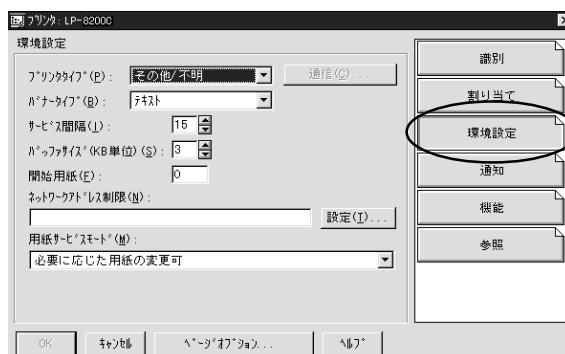 ﾌﾟﾘﾝﾀ : LP-8200C
環境設定
ﾌﾟﾘﾝﾀﾀｲﾌﾟ(P) : その他/不明 通信(C)...
ﾊﾞﾅｰﾀｲﾌﾟ(B) : ﾃｷｽﾄ
ｻｰﾋﾞｽ間隔(I) : 15
ﾊﾞｯﾌｧｻｲｽﾞ(KB単位)(S) : 3
開始用紙(F) : 0
ﾈｯﾄﾜｰｸｱﾄﾞﾚｽ制限(N) :
設定(T)...
用紙ｻｰﾋﾞｽﾓｰﾄﾞ(M) :
必要に応じた用紙の変更可
OK ｷｬﾝｾﾙ ﾍﾟｰｼﾞｵﾌﾟｼｮﾝ... ﾍﾙﾌﾟ
識別
割り当て
環境設定
通知
機能
参照